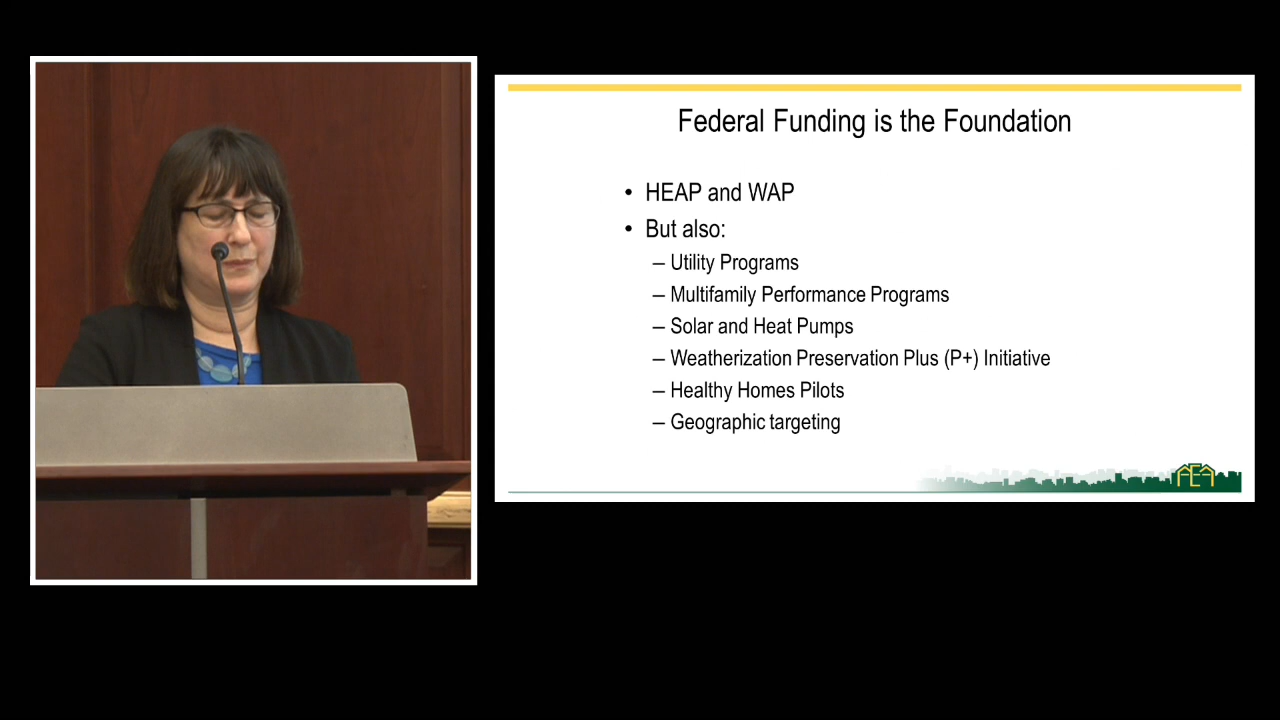 Federal Funding is the Foundation
• HEAP and WAP
• But also:
– Utility Programs
– Multifamily Performance Programs
– Solar and Heat Pumps
– Weatherization Preservation Plus (P+) Initiative
– Healthy Homes Pilots
– Geographic targeting
AEA